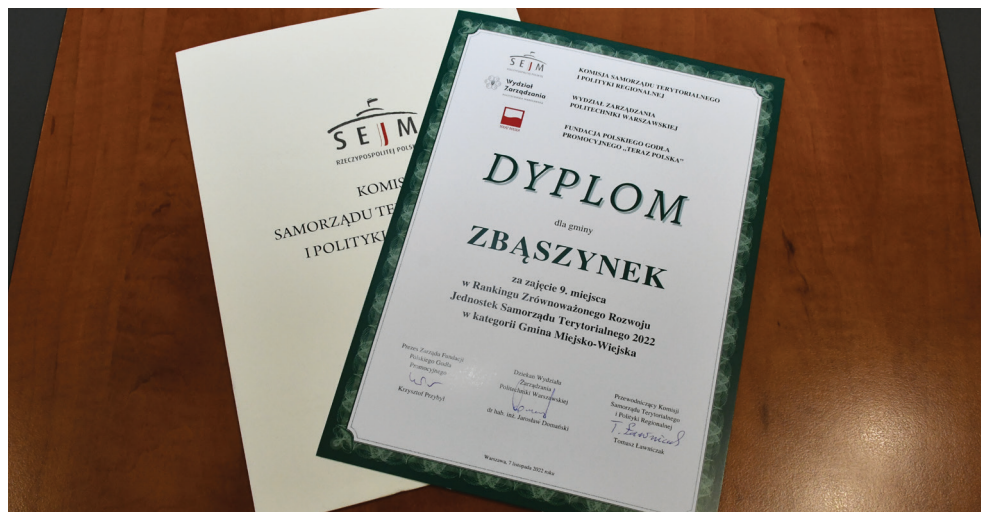 SEJM
RZECZYPOSPOLITEJ
KOMIS
SAMORZĄDU TE
I POLITYKI
SEJM
Wydział
Zarządzania
KOMISJA SAMORZĄDU TERYTORIALNEGO
I POLITYKI REGIONALNEJ
WYDZIAŁ ZARZĄDZANIA
POLITECHNIKI WARSZAWSKIEJ
FUNDACJA POLSKIEGO GODŁA
PROMOCYJNEGO „TERAZ POLSKA"
DYPLOM
dla gminy
ZBĄSZYNEK
za zajęcie 9. miejsca
w Rankingu Zrównoważonego Rozwoju
Jednostek Samorządu Terytorialnego 2022
w kategorii Gmina Miejsko-Wiejska
Prezes Zarządu Fundacji
Polskiego Godła
Promocyjnego
Krzysztof Przybył
Dziekan Wydziału
Zarządzania
Politechniki Warszawskiej
dr hab. inż. Jarosław Domański
Przewodniczący Komisji
Samorządu Terytorialnego
i Polityki Regionalnej
T. Ławniczak
Tomasz Ławniczak
Warszawa, 7 listopada 2022 roku